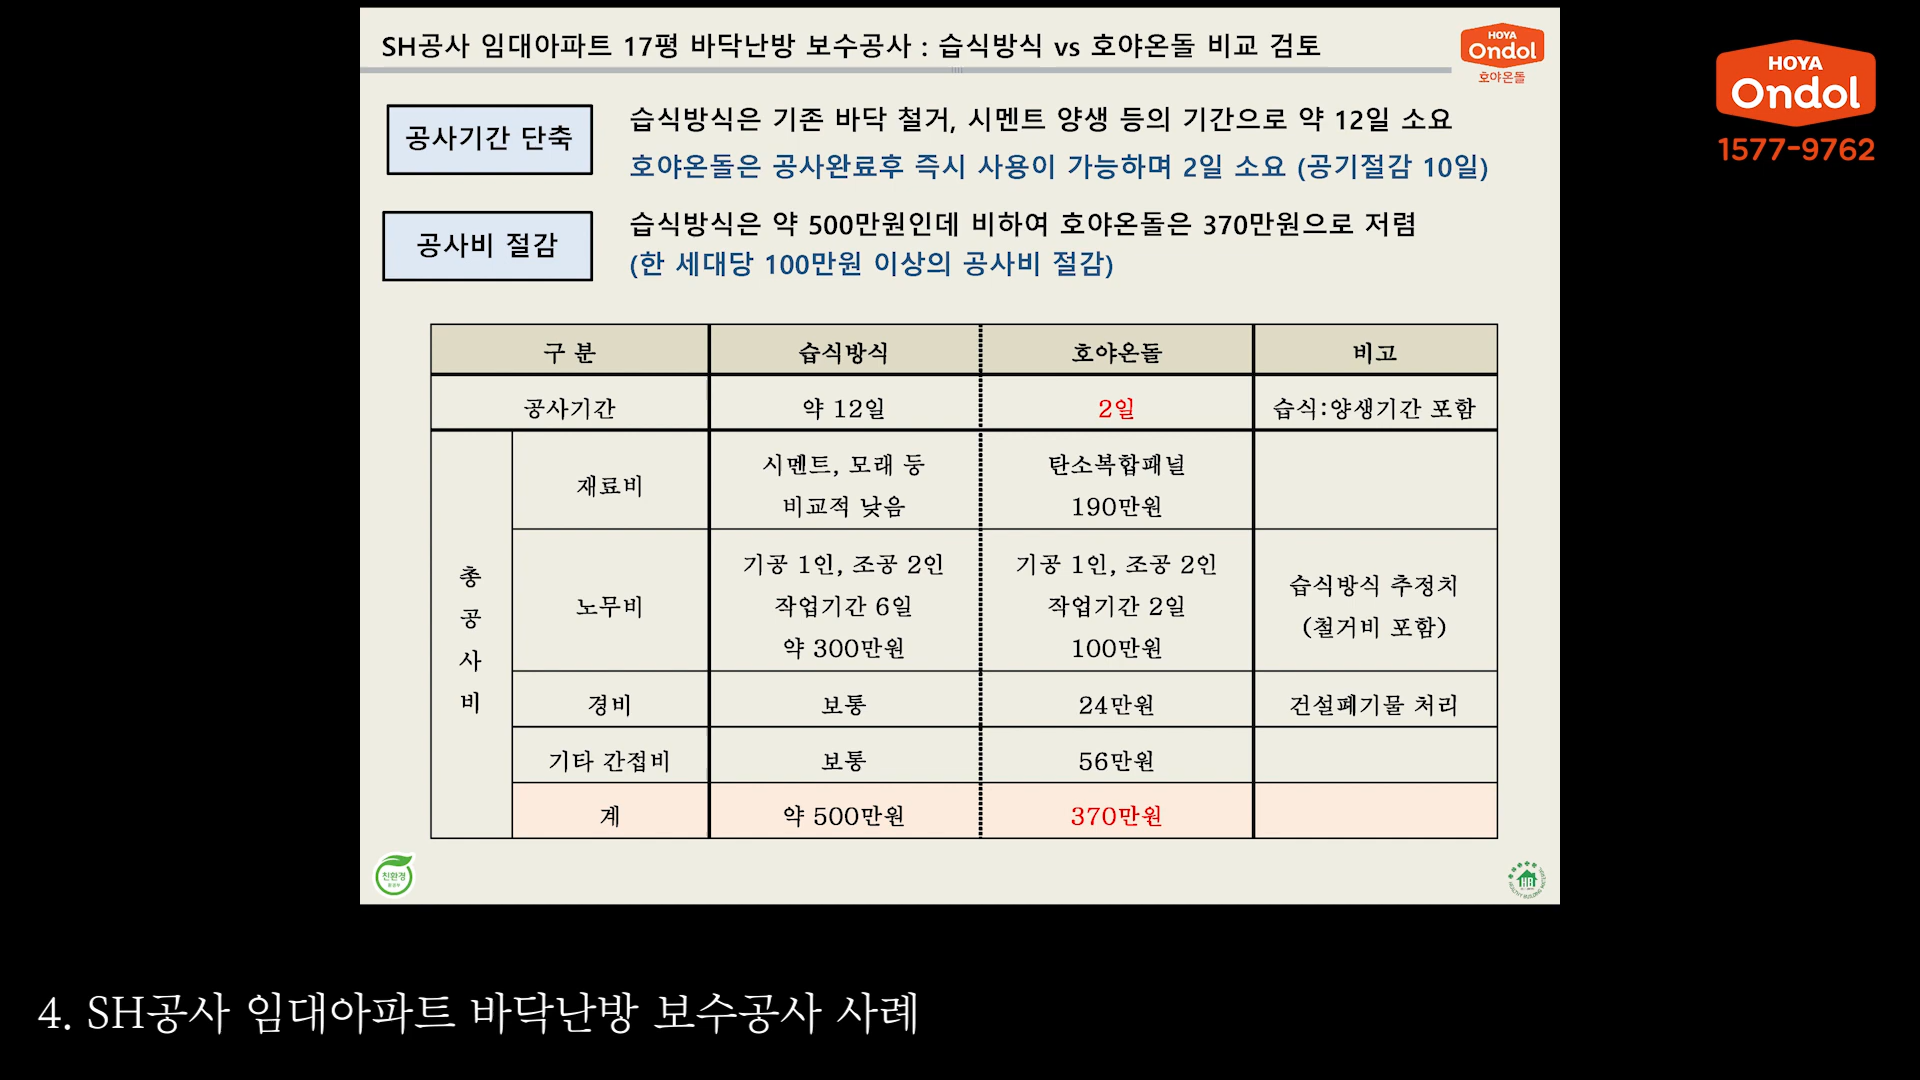 SH공사 임대아파트 17평 바닥난방 보수공사 : 습식방식 vs 호야온돌 비교 검토
HOYA
Ondol
호야온돌
HOYA
Ondol
1577-9762
공사기간 단축
습식방식은 기존 바닥 철거, 시멘트 양생 등의 기간으로 약 12일 소요
호야온돌은 공사완료후 즉시 사용이 가능하며 2일 소요 (공기절감 10일)
공사비 절감
습식방식은 약 500만원인데 비하여 호야온돌은 370만원으로 저렴
(한 세대당 100만원 이상의 공사비 절감)
구 분 습식방식 호야온돌 비고
공사기간 약 12일 2일 습식:양생기간 포함
총공사비
재료비
시멘트, 모래 등
비교적 낮음
탄소복합패널
190만원
노무비
기공 1인, 조공 2인
작업기간 6일
약 300만원
기공 1인, 조공 2인
작업기간 2일
100만원
습식방식 추정치
(철거비 포함)
경비 보통 24만원 건설폐기물 처리
기타 간접비 보통 56만원
계 약 500만원 370만원
친환경
HB
4. SH공사 임대아파트 바닥난방 보수공사 사례